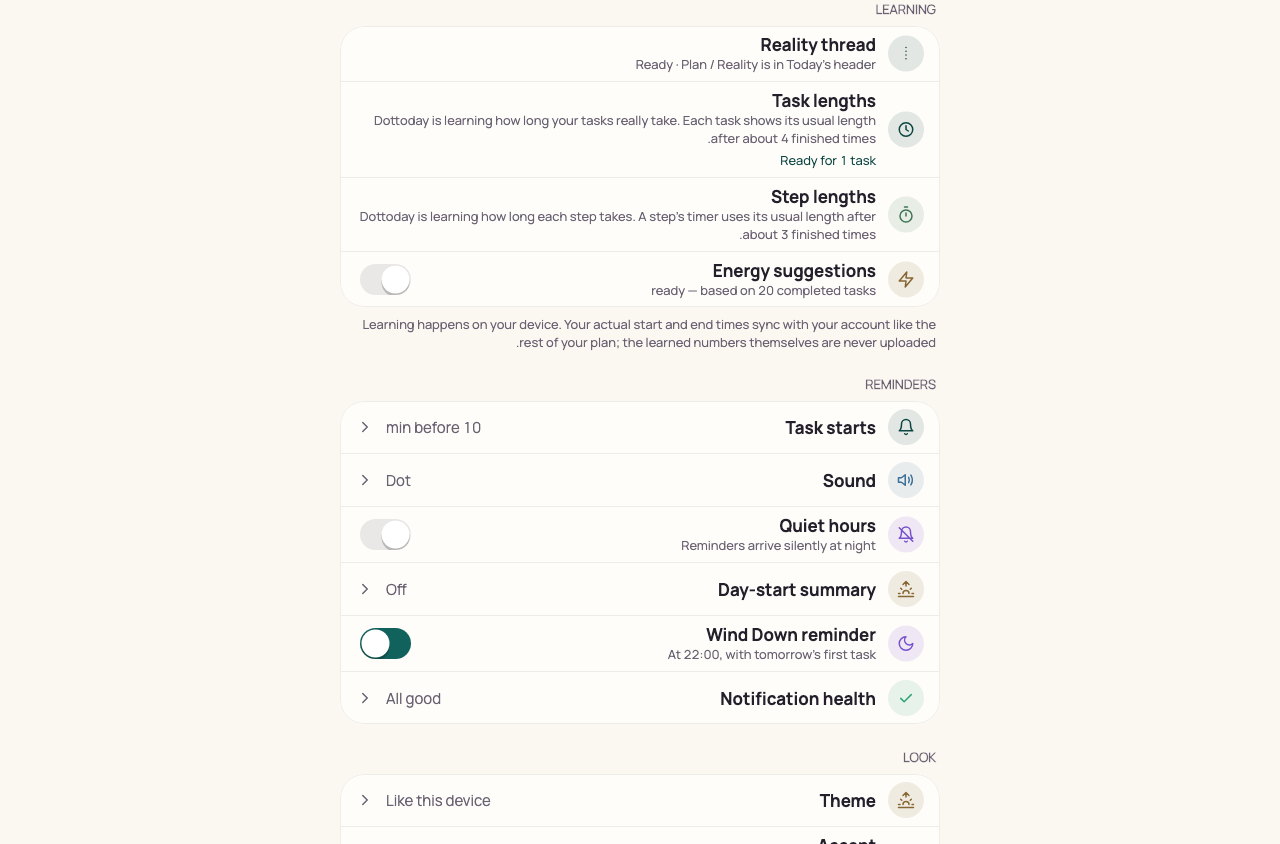 LEARNING
Reality thread
Ready · Plan / Reality is in Today's header
Task lengths
Dottoday is learning how long your tasks really take. Each task shows its usual length
.after about 4 finished times
Ready for 1 task
Step lengths
Dottoday is learning how long each step takes. A step's timer uses its usual length after
.about 3 finished times
Energy suggestions
ready — based on 20 completed tasks
Learning happens on your device. Your actual start and end times sync with your account like the
.rest of your plan; the learned numbers themselves are never uploaded
REMINDERS
Task starts
min before 10
Sound
Dot
Quiet hours
Reminders arrive silently at night
Day-start summary
Off
Wind Down reminder
At 22:00, with tomorrow's first task
Notification health
All good
LOOK
Theme
Like this device
Accent